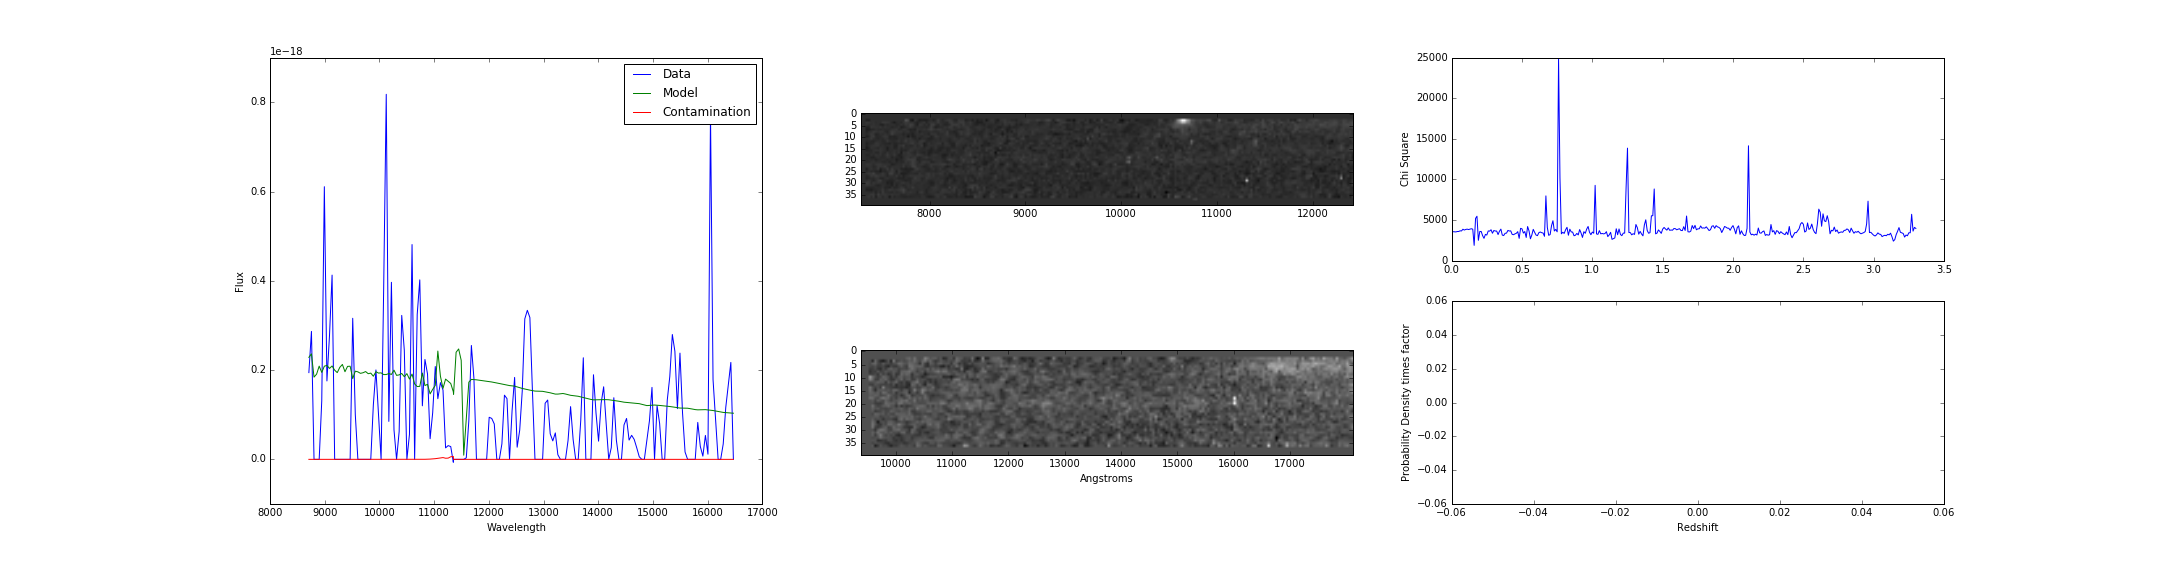 1e−18
0.8
0.6
0.4
0.2
0.0
Flux
8000 9000 10000 11000 12000 13000 14000 15000 16000 17000
Wavelength
Data
Model
Contamination
0
5
10
15
20
25
30
35
8000 9000 10000 11000 12000
0
5
10
15
20
25
30
35
10000 11000 12000 13000 14000 15000 16000 17000
Angstroms
25000
20000
15000
10000
5000
0
Chi Square
0.0 0.5 1.0 1.5 2.0 2.5 3.0 3.5
0.06
0.04
0.02
0.00
−0.02
−0.04
−0.06
Probability Density times factor
−0.06 −0.04 −0.02 0.00 0.02 0.04 0.06
Redshift